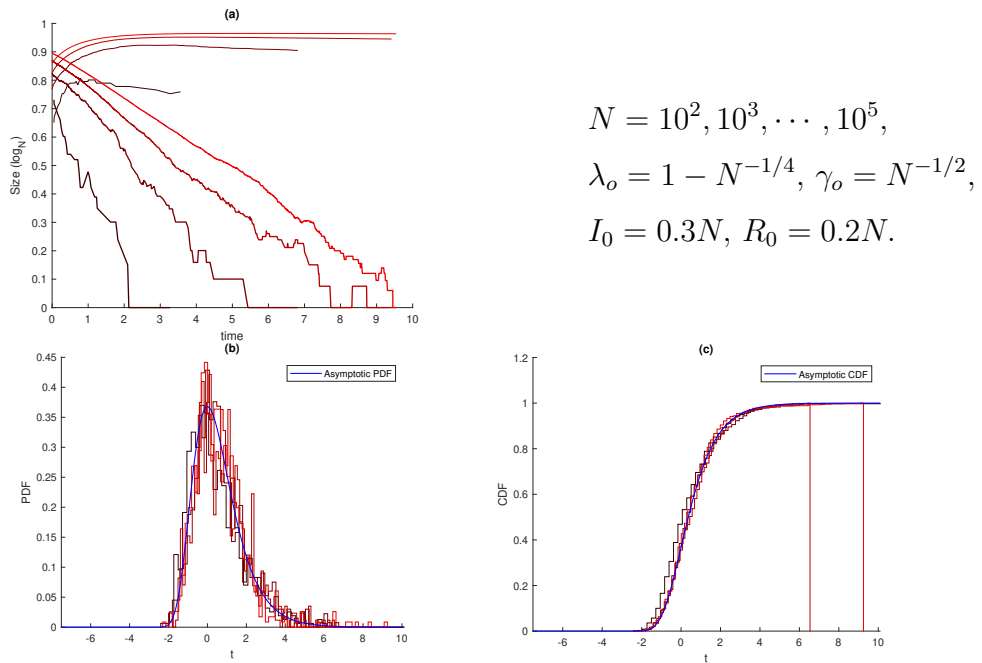 (a)
1
0.9
0.8
0.7
0.6
0.5
0.4
0.3
0.2
0.1
0
Size (log_N)
0 1 2 3 4 5 6 7 8 9 10
time
N = 10^2, 10^3, ⋯ , 10^5,
λ_o = 1 − N^{−1/4}, γ_o = N^{−1/2},
I_0 = 0.3N, R_0 = 0.2N.
(b)
0.45
0.4
0.35
0.3
0.25
0.2
0.15
0.1
0.05
0
PDF
Asymptotic PDF
-6 -4 -2 0 2 4 6 8 10
t
(c)
1.2
1
0.8
0.6
0.4
0.2
0
CDF
Asymptotic CDF
-6 -4 -2 0 2 4 6 8 10
t